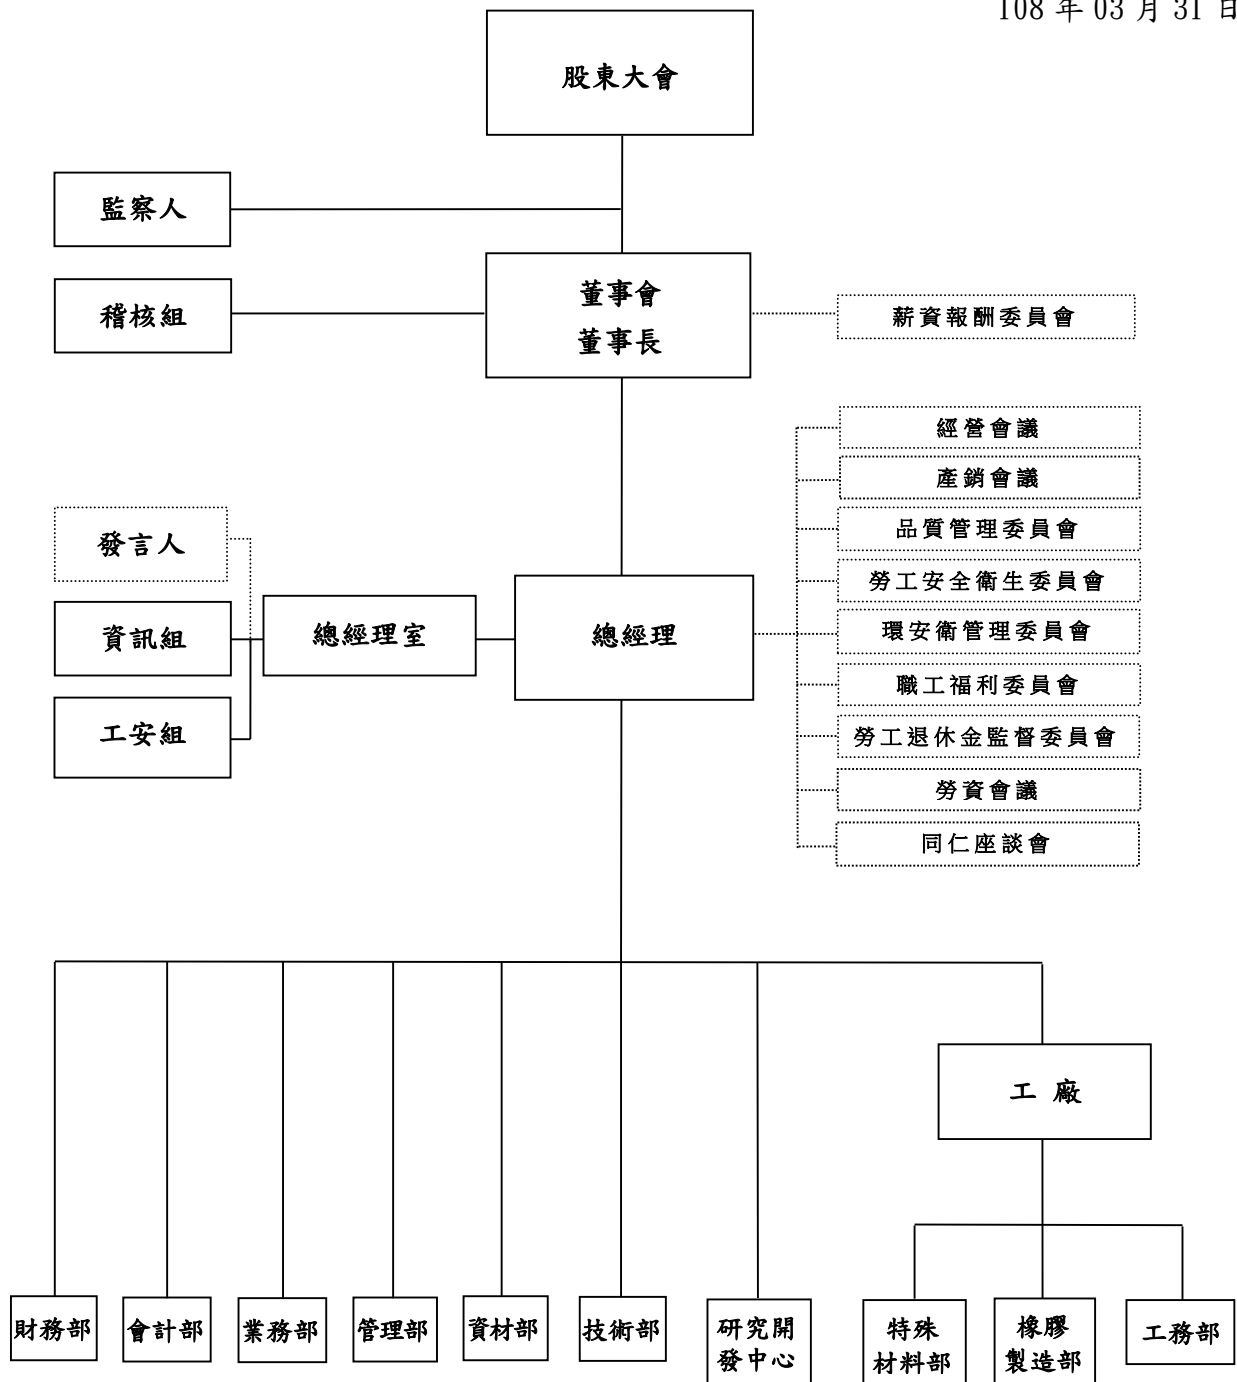 108 年 03 月 31 日
股東大會
監察人
稽核組
董事會
董事長
薪資報酬委員會
經營會議
產銷會議
品質管理委員會
勞工安全衛生委員會
環安衛管理委員會
職工福利委員會
勞工退休金監督委員會
勞資會議
同仁座談會
發言人
資訊組
工安組
總經理室
總經理
工 廠
財務部
會計部
業務部
管理部
資材部
技術部
研究開
發中心
特殊
材料部
橡膠
製造部
工務部